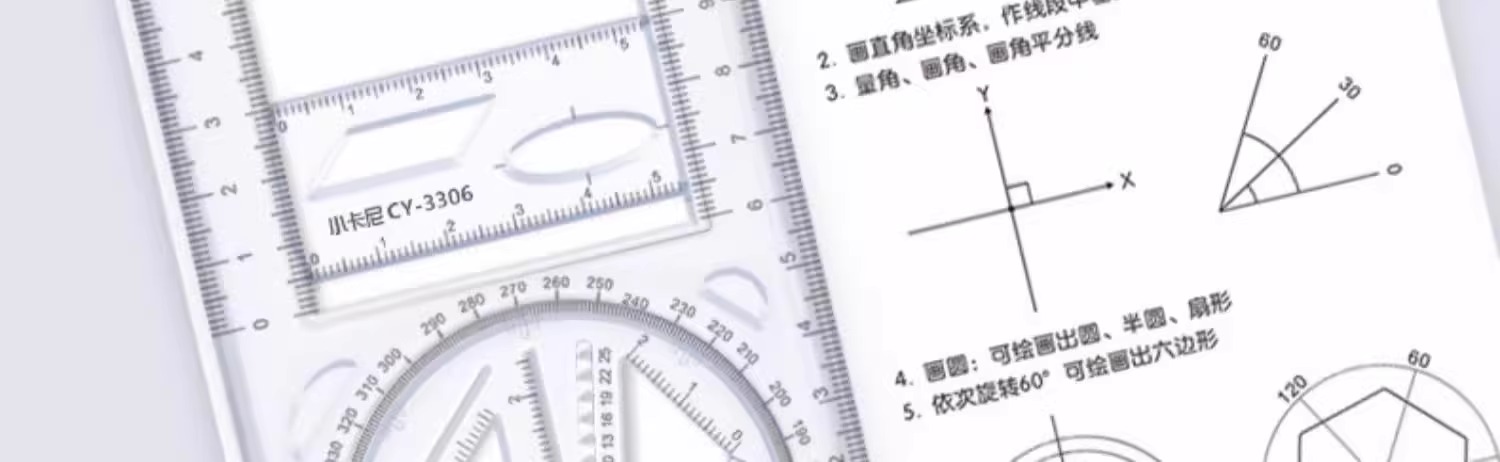 2. 画直角坐标系，作线段中
3. 量角、画角、画角平分线
Y
X
60
30
0
4. 画圆：可绘画出圆、半圆、扇形
5. 依次旋转60°可绘画出六边形
120
60
4
3
2
1
0
0 1 2 3 4 5
小卡尼 CY-3306
0 1 2 3 4 5
9
8
7
6
5
4
3
2
330 320 310 300 290 280 270 260 250 240 230 220 210 200 190
2
13 16 19 22 25
2 1 0